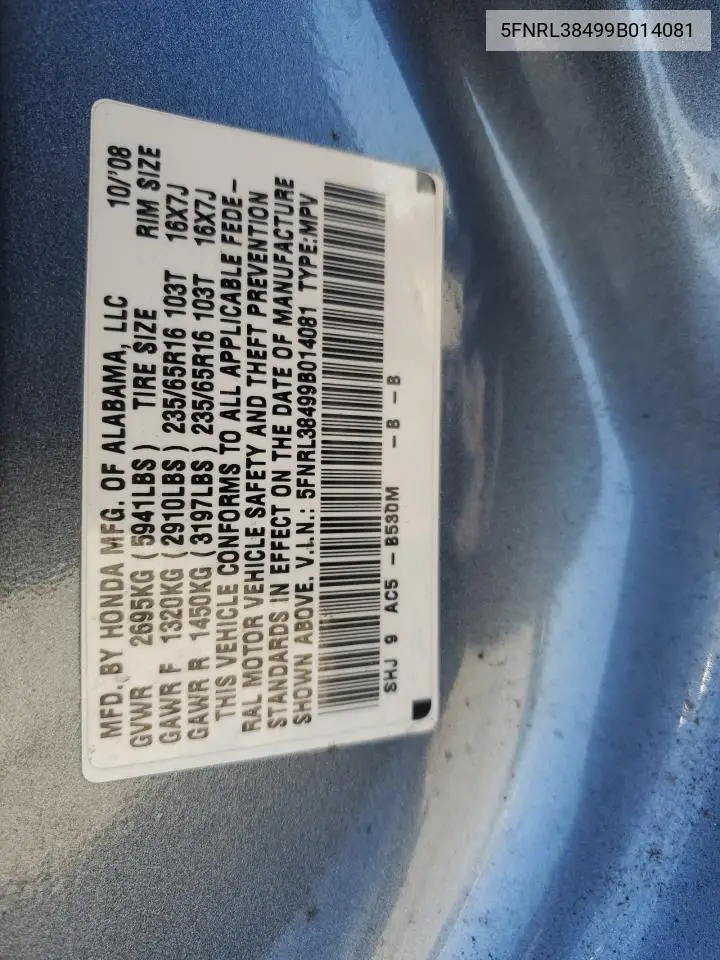 5FNRL38499B014081
MFD. BY HONDA MFG. OF ALABAMA, LLC 10/'08
GVWR 2695KG (5941LBS) TIRE SIZE RIM SIZE
GAWR F 1320KG (2910LBS) 235/65R16 103T 16X7J
GAWR R 1450KG (3197LBS) 235/65R16 103T 16X7J
THIS VEHICLE CONFORMS TO ALL APPLICABLE FEDE-
RAL MOTOR VEHICLE SAFETY AND THEFT PREVENTION
STANDARDS IN EFFECT ON THE DATE OF MANUFACTURE
SHOWN ABOVE. V.I.N.: 5FNRL38499B014081 TYPE:MPV
SHJ 9 AC5 - B530M - B - B